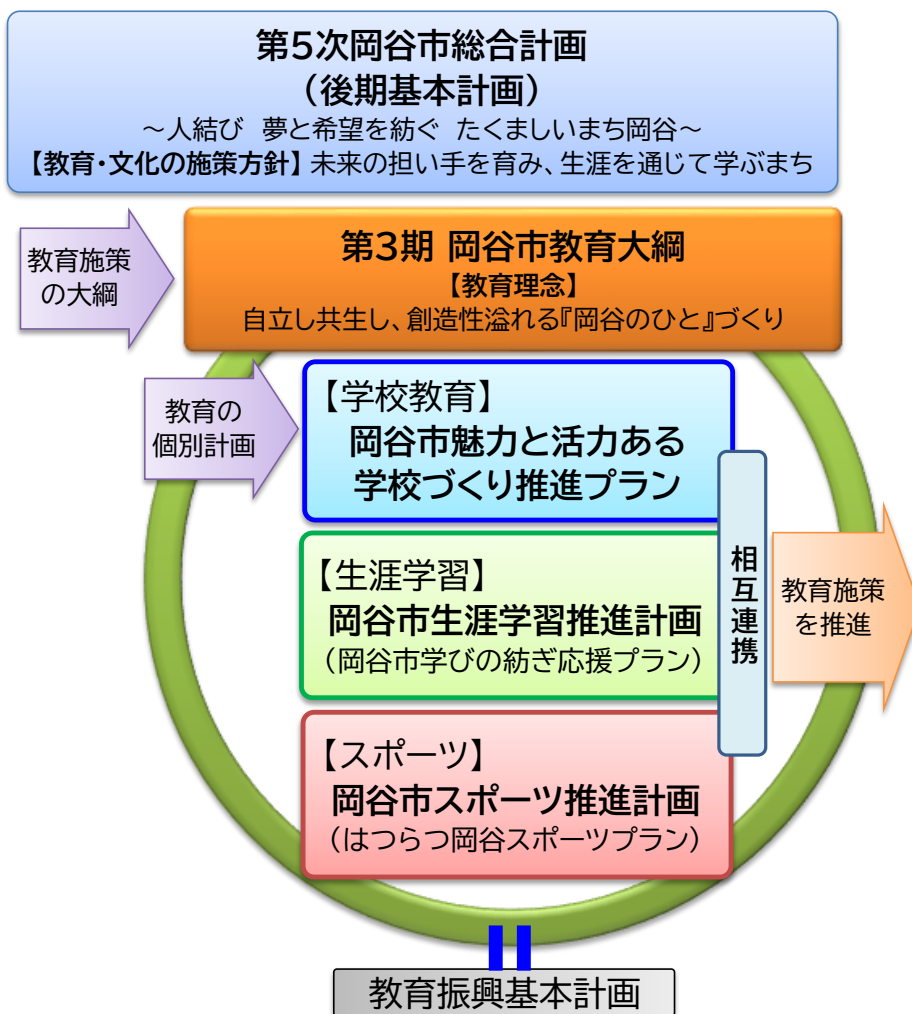 第5次岡谷市総合計画
（後期基本計画）
～人結び 夢と希望を紡ぐ たくましいまち岡谷～
【教育・文化の施策方針】未来の担い手を育み、生涯を通じて学ぶまち
教育施策
の大綱
第3期 岡谷市教育大綱
【教育理念】
自立し共生し、創造性溢れる『岡谷のひと』づくり
教育の
個別計画
【学校教育】
岡谷市魅力と活力ある
学校づくり推進プラン
【生涯学習】
岡谷市生涯学習推進計画
（岡谷市学びの紡ぎ応援プラン）
【スポーツ】
岡谷市スポーツ推進計画
（はつらつ岡谷スポーツプラン）
相互連携
教育施策
を推進
教育振興基本計画